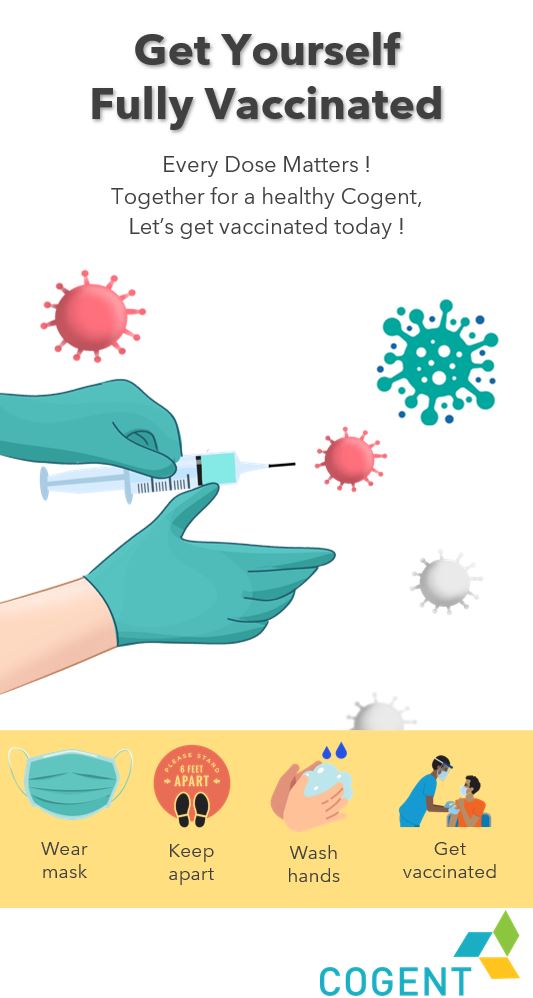 Get Yourself
Fully Vaccinated
Every Dose Matters !
Together for a healthy Cogent,
Let's get vaccinated today !
PLEASE STAND
6 FEET
APART
Wear
mask
Keep
apart
Wash
hands
Get
vaccinated
COGENT